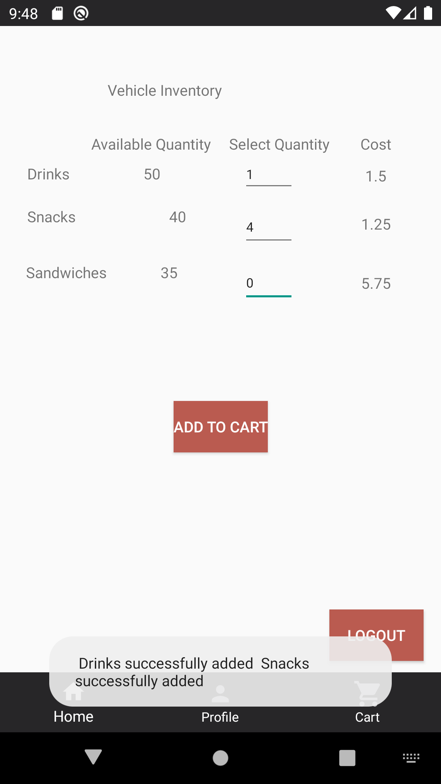 9:48
Vehicle Inventory
Available Quantity Select Quantity Cost
Drinks 50 1 1.5
Snacks 40 4 1.25
Sandwiches 35 0 5.75
ADD TO CART
LOGOUT
Drinks successfully added  Snacks
successfully added
Home Profile Cart